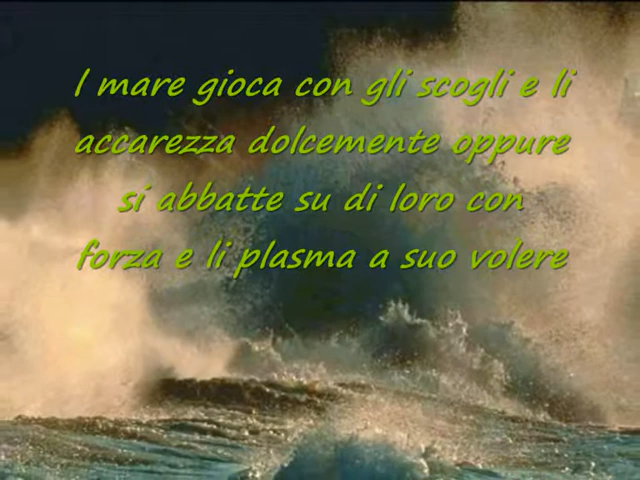 l mare gioca con gli scogli e li
accarezza dolcemente oppure
si abbatte su di loro con
forza e li plasma a suo volere